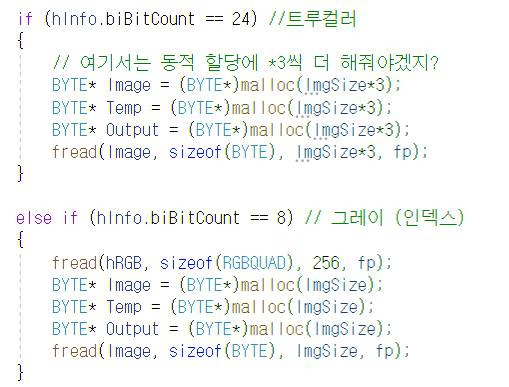 if (hInfo.biBitCount == 24) //트루컬러
{
// 여기서는 동적 할당에 *3씩 더 해줘야겠지?
BYTE* Image = (BYTE*)malloc(ImgSize*3);
BYTE* Temp = (BYTE*)malloc(ImgSize*3);
BYTE* Output = (BYTE*)malloc(ImgSize*3);
fread(Image, sizeof(BYTE), ImgSize*3, fp);
}
else if (hInfo.biBitCount == 8) // 그레이 (인덱스)
{
fread(hRGB, sizeof(RGBQUAD), 256, fp);
BYTE* Image = (BYTE*)malloc(ImgSize);
BYTE* Temp = (BYTE*)malloc(ImgSize);
BYTE* Output = (BYTE*)malloc(ImgSize);
fread(Image, sizeof(BYTE), ImgSize, fp);
}